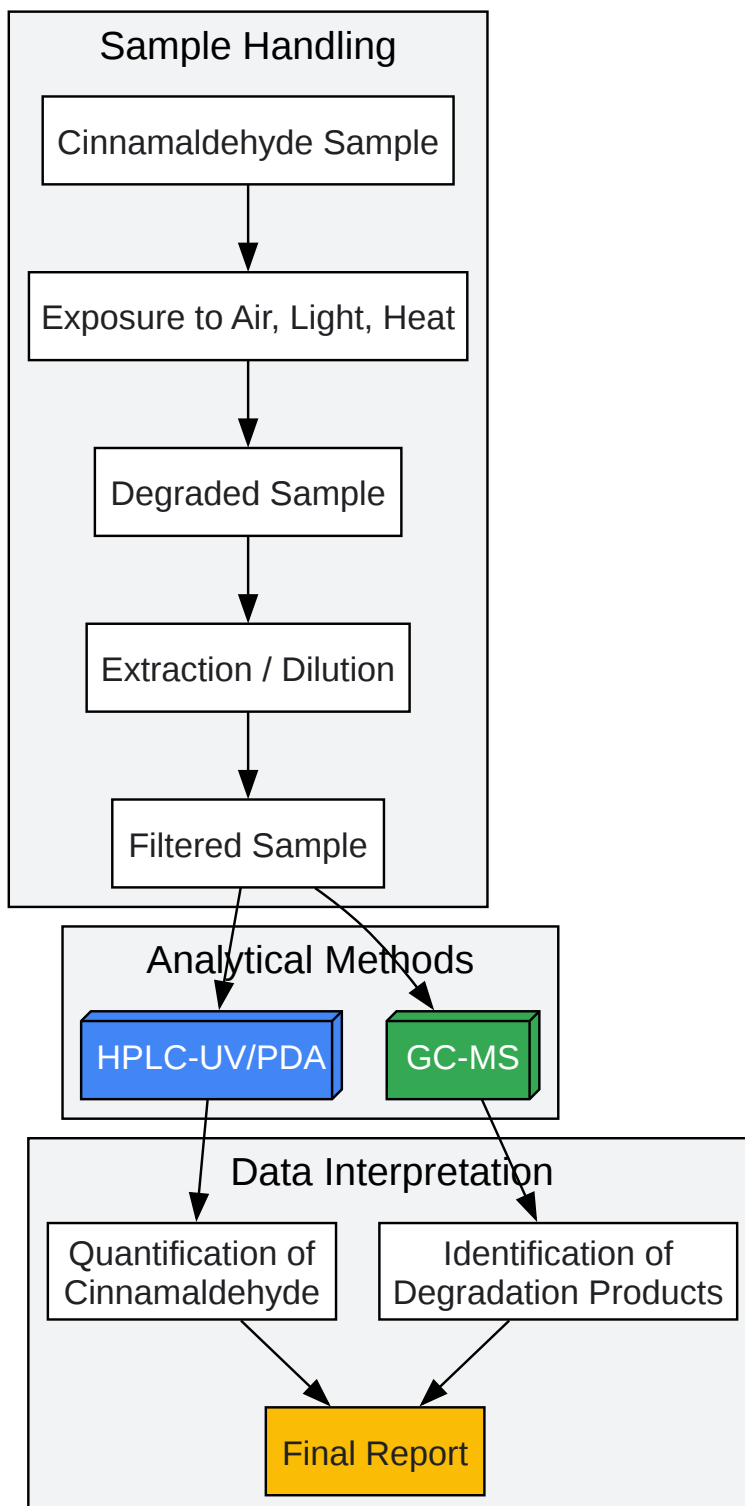 Sample Handling
Cinnamaldehyde Sample
Exposure to Air, Light, Heat
Degraded Sample
Extraction / Dilution
Filtered Sample
Analytical Methods
HPLC-UV/PDA
GC-MS
Data Interpretation
Quantification of
Cinnamaldehyde
Identification of
Degradation Products
Final Report